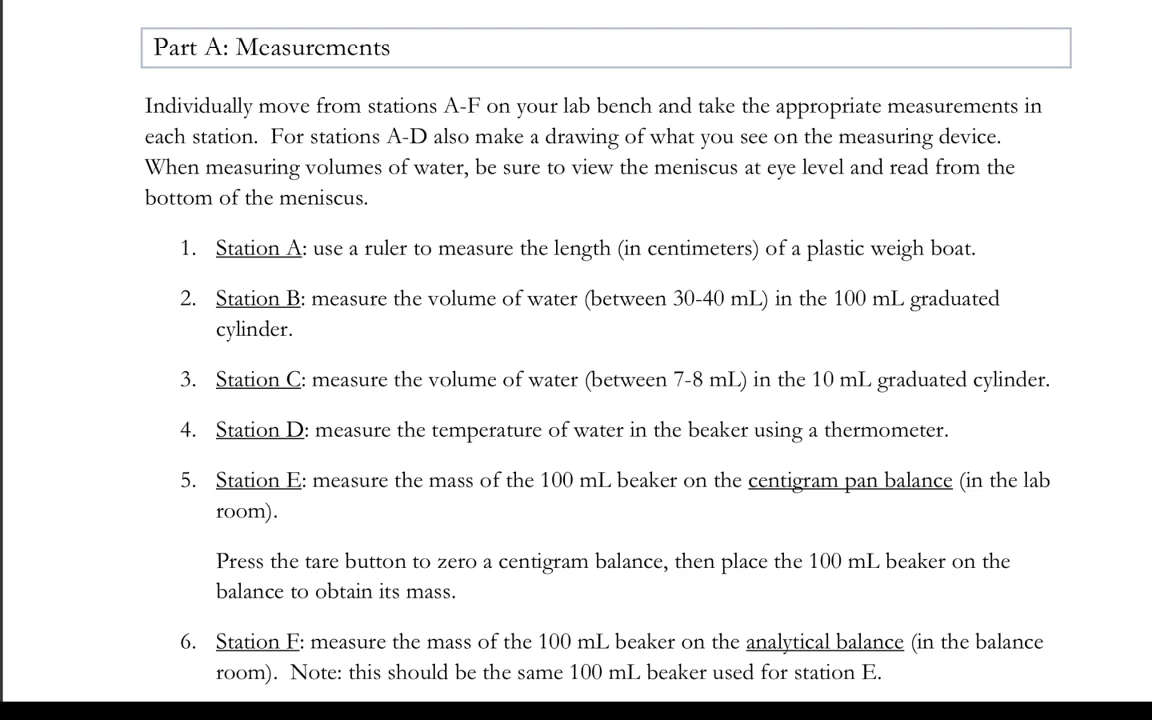 Part A: Measurements
Individually move from stations A-F on your lab bench and take the appropriate measurements in
each station.  For stations A-D also make a drawing of what you see on the measuring device.
When measuring volumes of water, be sure to view the meniscus at eye level and read from the
bottom of the meniscus.
1. Station A: use a ruler to measure the length (in centimeters) of a plastic weigh boat.
2. Station B: measure the volume of water (between 30-40 mL) in the 100 mL graduated
cylinder.
3. Station C: measure the volume of water (between 7-8 mL) in the 10 mL graduated cylinder.
4. Station D: measure the temperature of water in the beaker using a thermometer.
5. Station E: measure the mass of the 100 mL beaker on the centigram pan balance (in the lab
room).
Press the tare button to zero a centigram balance, then place the 100 mL beaker on the
balance to obtain its mass.
6. Station F: measure the mass of the 100 mL beaker on the analytical balance (in the balance
room).  Note: this should be the same 100 mL beaker used for station E.